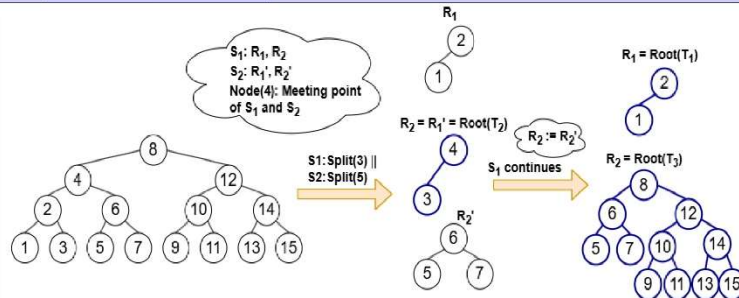 S1: R1, R2
S2: R1', R2'
Node(4): Meeting point
of S1 and S2
8
4
12
2
6
10
14
1
3
5
7
9
11
13
15
S1: Split(3) ||
S2: Split(5)
R1
2
1
R2 = R1' = Root(T2)
4
3
R2'
6
5
7
R2 := R2'
S1 continues
R1 = Root(T1)
2
1
R2 = Root(T3)
8
6
12
5
7
10
14
9
11
13
15